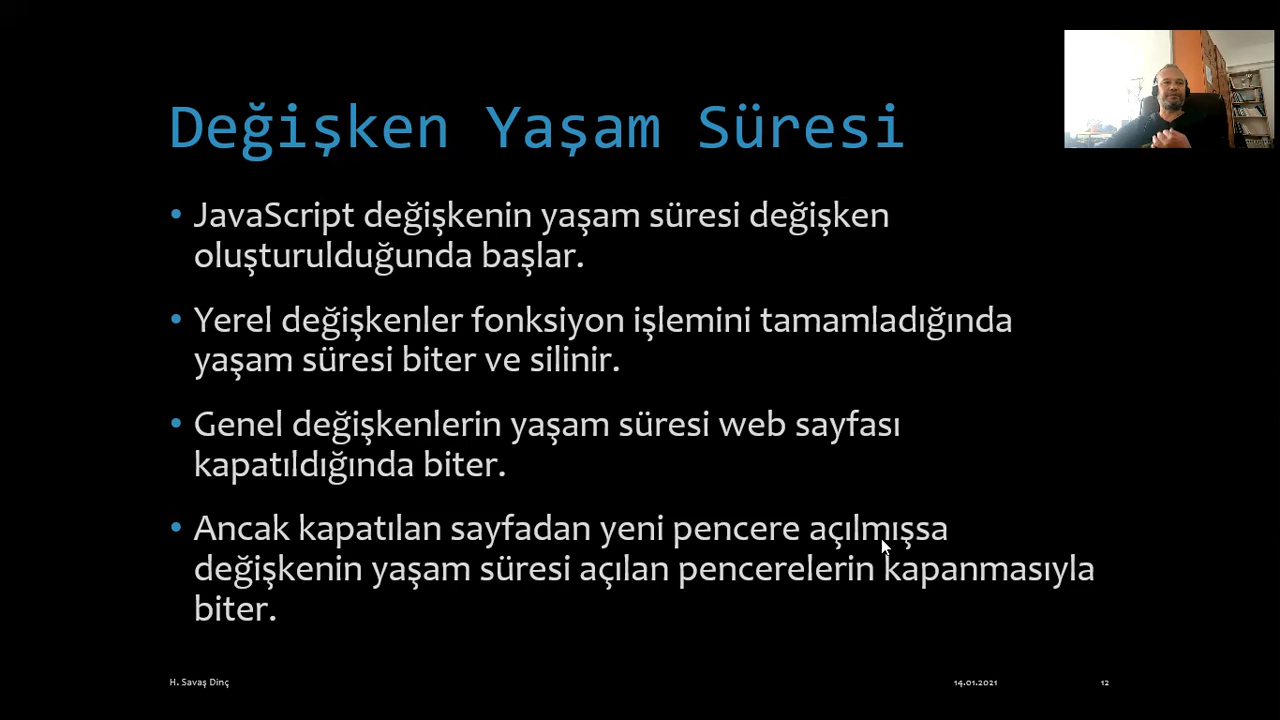 Değişken Yaşam Süresi
• JavaScript değişkenin yaşam süresi değişken
oluşturulduğunda başlar.
• Yerel değişkenler fonksiyon işlemini tamamladığında
yaşam süresi biter ve silinir.
• Genel değişkenlerin yaşam süresi web sayfası
kapatıldığında biter.
• Ancak kapatılan sayfadan yeni pencere açılmışsa
değişkenin yaşam süresi açılan pencerelerin kapanmasıyla
biter.
H. Savaş Dinç 14.01.2021 12